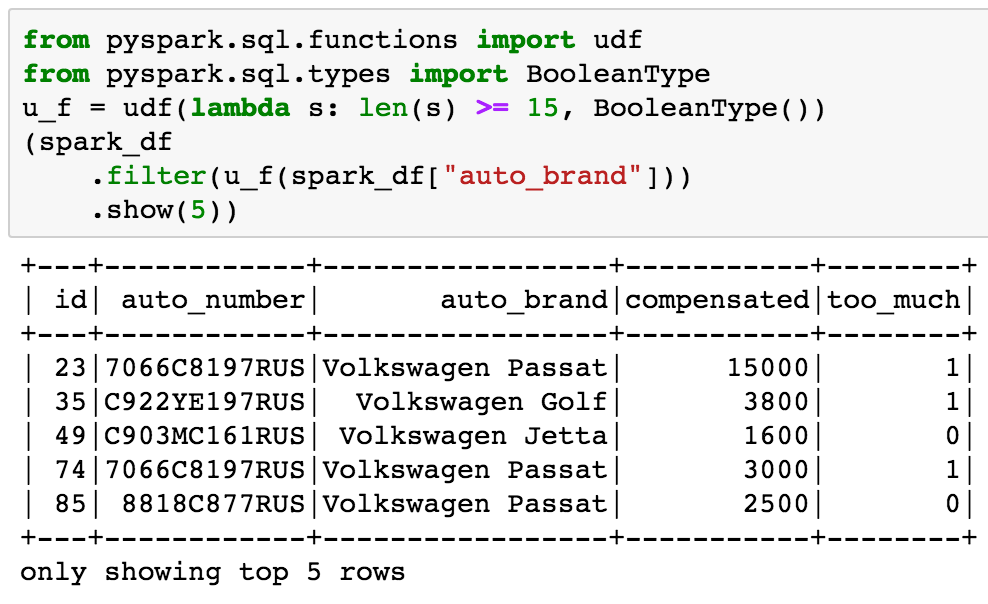 from pyspark.sql.functions import udf
from pyspark.sql.types import BooleanType
u_f = udf(lambda s: len(s) >= 15, BooleanType())
(spark_df
    .filter(u_f(spark_df["auto_brand"]))
    .show(5))
+---+------------+-----------------+-----------+--------+
| id| auto_number|       auto_brand|compensated|too_much|
+---+------------+-----------------+-----------+--------+
| 23|7066C8197RUS|Volkswagen Passat|      15000|       1|
| 35|C922YE197RUS|  Volkswagen Golf|       3800|       1|
| 49|C903MC161RUS| Volkswagen Jetta|       1600|       0|
| 74|7066C8197RUS|Volkswagen Passat|       3000|       1|
| 85| 8818C877RUS|Volkswagen Passat|       2500|       0|
+---+------------+-----------------+-----------+--------+
only showing top 5 rows